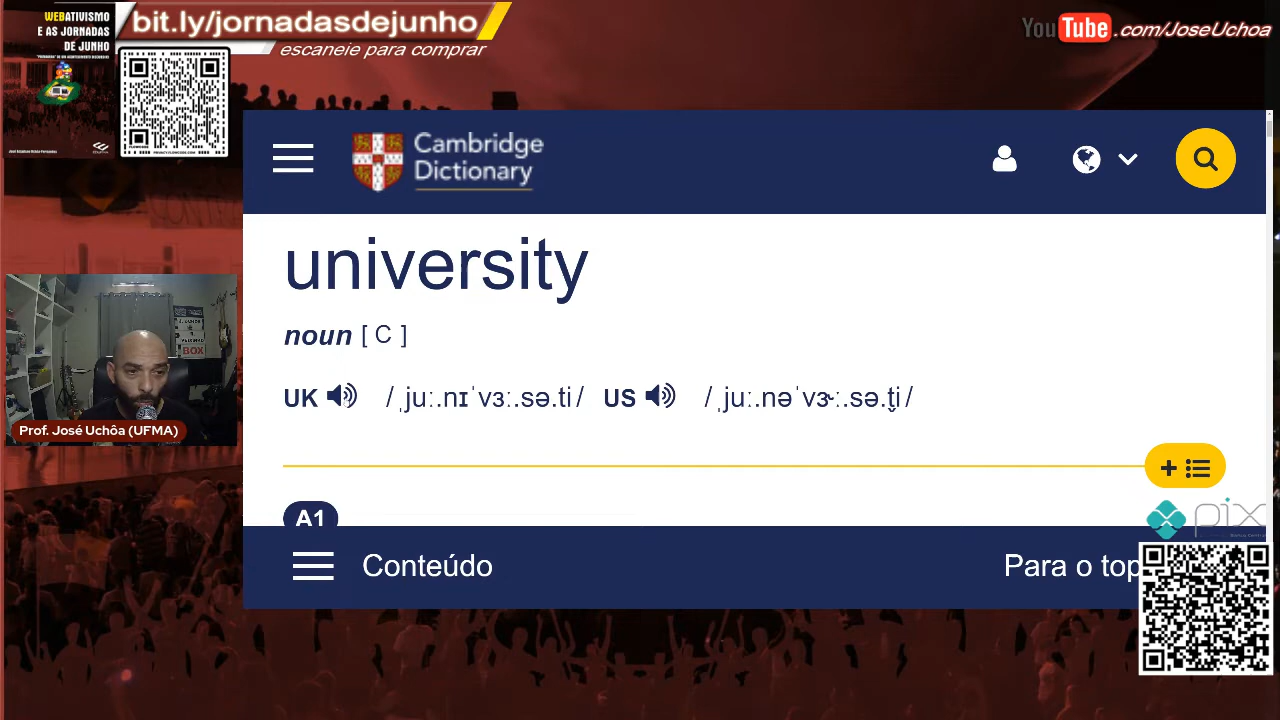 WEBATIVISMO
E AS JORNADAS
DE JUNHO
bit.ly/jornadasdejunho
escaneie para comprar
YouTube.com/JoseUchoa
Cambridge
Dictionary
university
noun [ C ]
UK /ˌjuː.nɪˈvɜː.sə.ti/ US /ˌjuː.nəˈvɝː.sə.t̬i/
A1
BOX
Prof. José Uchôa (UFMA)
pix
Conteúdo
Para o top